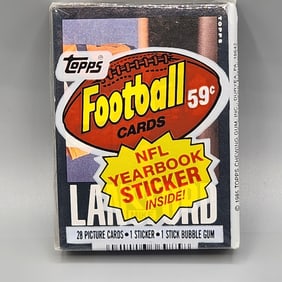 topps
TOPPS
Football
59¢
CARDS
NFL
YEARBOOK
STICKER
INSIDE!
28 PICTURE CARDS • 1 STICKER • 1 STICK BUBBLE GUM
TOPPS CHEWING GUM, INC.